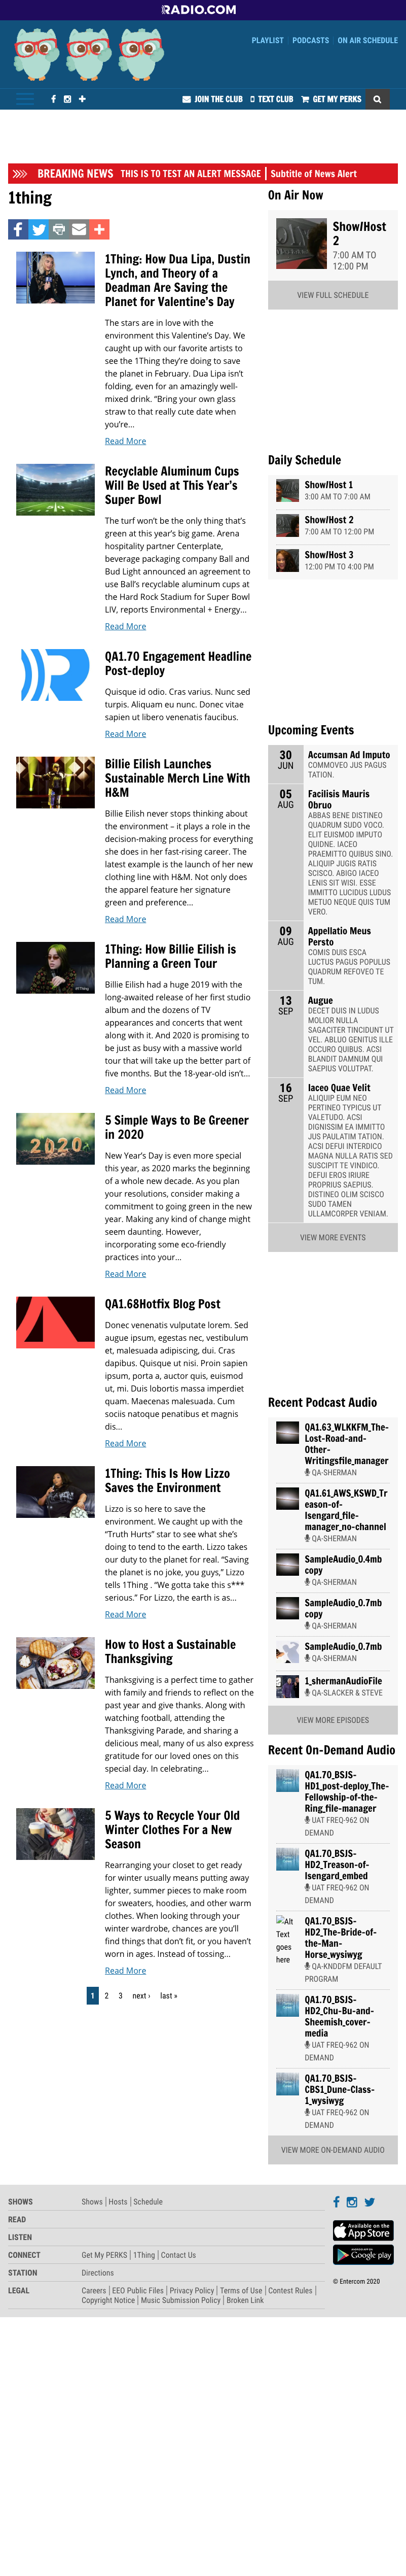 RADIO.COM
PLAYLIST
PODCASTS
ON AIR SCHEDULE
JOIN THE CLUB
TEXT CLUB
GET MY PERKS
BREAKING NEWS THIS IS TO TEST AN ALERT MESSAGE | Subtitle of News Alert
1thing
1Thing: How Dua Lipa, Dustin
Lynch, and Theory of a
Deadman Are Saving the
Planet for Valentine’s Day
The stars are in love with the
environment this Valentine’s Day. We
caught up with our favorite artists to
see the 1Thing they’re doing to save
the planet in February. Dua Lipa isn’t
folding, even for an amazingly well-
mixed drink. “Bring your own glass
straw to that really cute date when
you’re…
Read More
Recyclable Aluminum Cups
Will Be Used at This Year’s
Super Bowl
The turf won’t be the only thing that’s
green at this year’s big game. Arena
hospitality partner Centerplate,
beverage packaging company Ball and
Bud Light announced an agreement to
use Ball’s recyclable aluminum cups at
the Hard Rock Stadium for Super Bowl
LIV, reports Environmental + Energy…
Read More
QA1.70 Engagement Headline
Post-deploy
Quisque id odio. Cras varius. Nunc sed
turpis. Aliquam eu nunc. Donec vitae
sapien ut libero venenatis faucibus.
Read More
Billie Eilish Launches
Sustainable Merch Line With
H&M
Billie Eilish never stops thinking about
the environment – it plays a role in the
decision-making process for everything
she does in her fast-rising career. The
latest example is the launch of her new
clothing line with H&M. Not only does
the apparel feature her signature
green and preference…
Read More
1Thing: How Billie Eilish is
Planning a Green Tour
Billie Eilish had a huge 2019 with the
long-awaited release of her first studio
album and the dozens of TV
appearances and concerts that went
along with it. And 2020 is promising to
be just as busy with a massive world
tour that will take up the better part of
five months. But the 18-year-old isn’t…
Read More
2020
5 Simple Ways to Be Greener
in 2020
New Year’s Day is even more special
this year, as 2020 marks the beginning
of a whole new decade. As you plan
your resolutions, consider making a
commitment to going green in the new
year. Making any kind of change might
seem daunting. However,
incorporating some eco-friendly
practices into your…
Read More
QA1.68Hotfix Blog Post
Donec venenatis vulputate lorem. Sed
augue ipsum, egestas nec, vestibulum
et, malesuada adipiscing, dui. Cras
dapibus. Quisque ut nisi. Proin sapien
ipsum, porta a, auctor quis, euismod
ut, mi. Duis lobortis massa imperdiet
quam. Maecenas malesuada. Cum
sociis natoque penatibus et magnis
dis…
Read More
1Thing: This Is How Lizzo
Saves the Environment
Lizzo is so here to save the
environment. We caught up with the
“Truth Hurts” star to see what she’s
doing to tend to the earth. Lizzo takes
our duty to the planet for real. “Saving
the planet is no joke, you guys,” Lizzo
tells 1Thing . “We gotta take this s***
serious.” For Lizzo, the earth is as…
Read More
How to Host a Sustainable
Thanksgiving
Thanksgiving is a perfect time to gather
with family and friends to reflect on the
past year and give thanks. Along with
watching football, attending the
Thanksgiving Parade, and sharing a
delicious meal, many of us also express
gratitude for our loved ones on this
special day. In celebrating…
Read More
5 Ways to Recycle Your Old
Winter Clothes For a New
Season
Rearranging your closet to get ready
for winter usually means putting away
lighter, summer pieces to make room
for sweaters, hoodies, and other warm
clothes. When looking through your
winter wardrobe, chances are you’ll
find things that don’t fit, or you haven’t
worn in ages. Instead of tossing…
Read More
1 2 3 next › last »
On Air Now
Show/Host
2
7:00 AM TO
12:00 PM
VIEW FULL SCHEDULE
Daily Schedule
Show/Host 1
3:00 AM TO 7:00 AM
Show/Host 2
7:00 AM TO 12:00 PM
Show/Host 3
12:00 PM TO 4:00 PM
Upcoming Events
30
JUN
Accumsan Ad Imputo
COMMOVEO JUS PAGUS
TATION.
05
AUG
Facilisis Mauris
Obruo
ABBAS BENE DISTINEO
QUADRUM SUDO VOCO.
ELIT EUISMOD IMPUTO
QUIDNE. IACEO
PRAEMITTO QUIBUS SINO.
ALIQUIP JUGIS RATIS
SCISCO. ABIGO IACEO
LENIS SIT WISI. ESSE
IMMITTO LUCIDUS LUDUS
METUO NEQUE QUIS TUM
VERO.
09
AUG
Appellatio Meus
Persto
COMIS DUIS ESCA
LUCTUS PAGUS POPULUS
QUADRUM REFOVEO TE
TUM.
13
SEP
Augue
DECET DUIS IN LUDUS
MOLIOR NULLA
SAGACITER TINCIDUNT UT
VEL. ABLUO GENITUS ILLE
OCCURO QUIBUS. ACSI
BLANDIT DAMNUM QUI
SAEPIUS VOLUTPAT.
16
SEP
Iaceo Quae Velit
ALIQUIP EUM NEO
PERTINEO TYPICUS UT
VALETUDO. ACSI
DIGNISSIM EA IMMITTO
JUS PAULATIM TATION.
ACSI DEFUI INTERDICO
MAGNA NULLA RATIS SED
SUSCIPIT TE VINDICO.
DEFUI EROS IRIURE
PROPRIUS SAEPIUS.
DISTINEO OLIM SCISCO
SUDO TAMEN
ULLAMCORPER VENIAM.
VIEW MORE EVENTS
Recent Podcast Audio
QA1.63_WLKKFM_The-
Lost-Road-and-
Other-
Writingsfile_manager
QA-SHERMAN
QA1.61_AWS_KSWD_Tr
eason-of-
Isengard_file-
manager_no-channel
QA-SHERMAN
SampleAudio_0.4mb
copy
QA-SHERMAN
SampleAudio_0.7mb
copy
QA-SHERMAN
SampleAudio_0.7mb
QA-SHERMAN
1_shermanAudioFile
QA-SLACKER & STEVE
VIEW MORE EPISODES
Recent On-Demand Audio
QA1.70_BSJS-
HD1_post-deploy_The-
Fellowship-of-the-
Ring_file-manager
UAT FREQ-962 ON
DEMAND
QA1.70_BSJS-
HD2_Treason-of-
Isengard_embed
UAT FREQ-962 ON
DEMAND
Alt
Text
goes
here
QA1.70_BSJS-
HD2_The-Bride-of-
the-Man-
Horse_wysiwyg
QA-KNDDFM DEFAULT
PROGRAM
QA1.70_BSJS-
HD2_Chu-Bu-and-
Sheemish_cover-
media
UAT FREQ-962 ON
DEMAND
QA1.70_BSJS-
CBS1_Dune-Class-
1_wysiwyg
UAT FREQ-962 ON
DEMAND
VIEW MORE ON-DEMAND AUDIO
SHOWS Shows | Hosts | Schedule
READ
LISTEN
CONNECT Get My PERKS | 1Thing | Contact Us
STATION Directions
LEGAL Careers | EEO Public Files | Privacy Policy | Terms of Use | Contest Rules |
Copyright Notice | Music Submission Policy | Broken Link
Available on the
App Store
Google play
© Entercom 2020